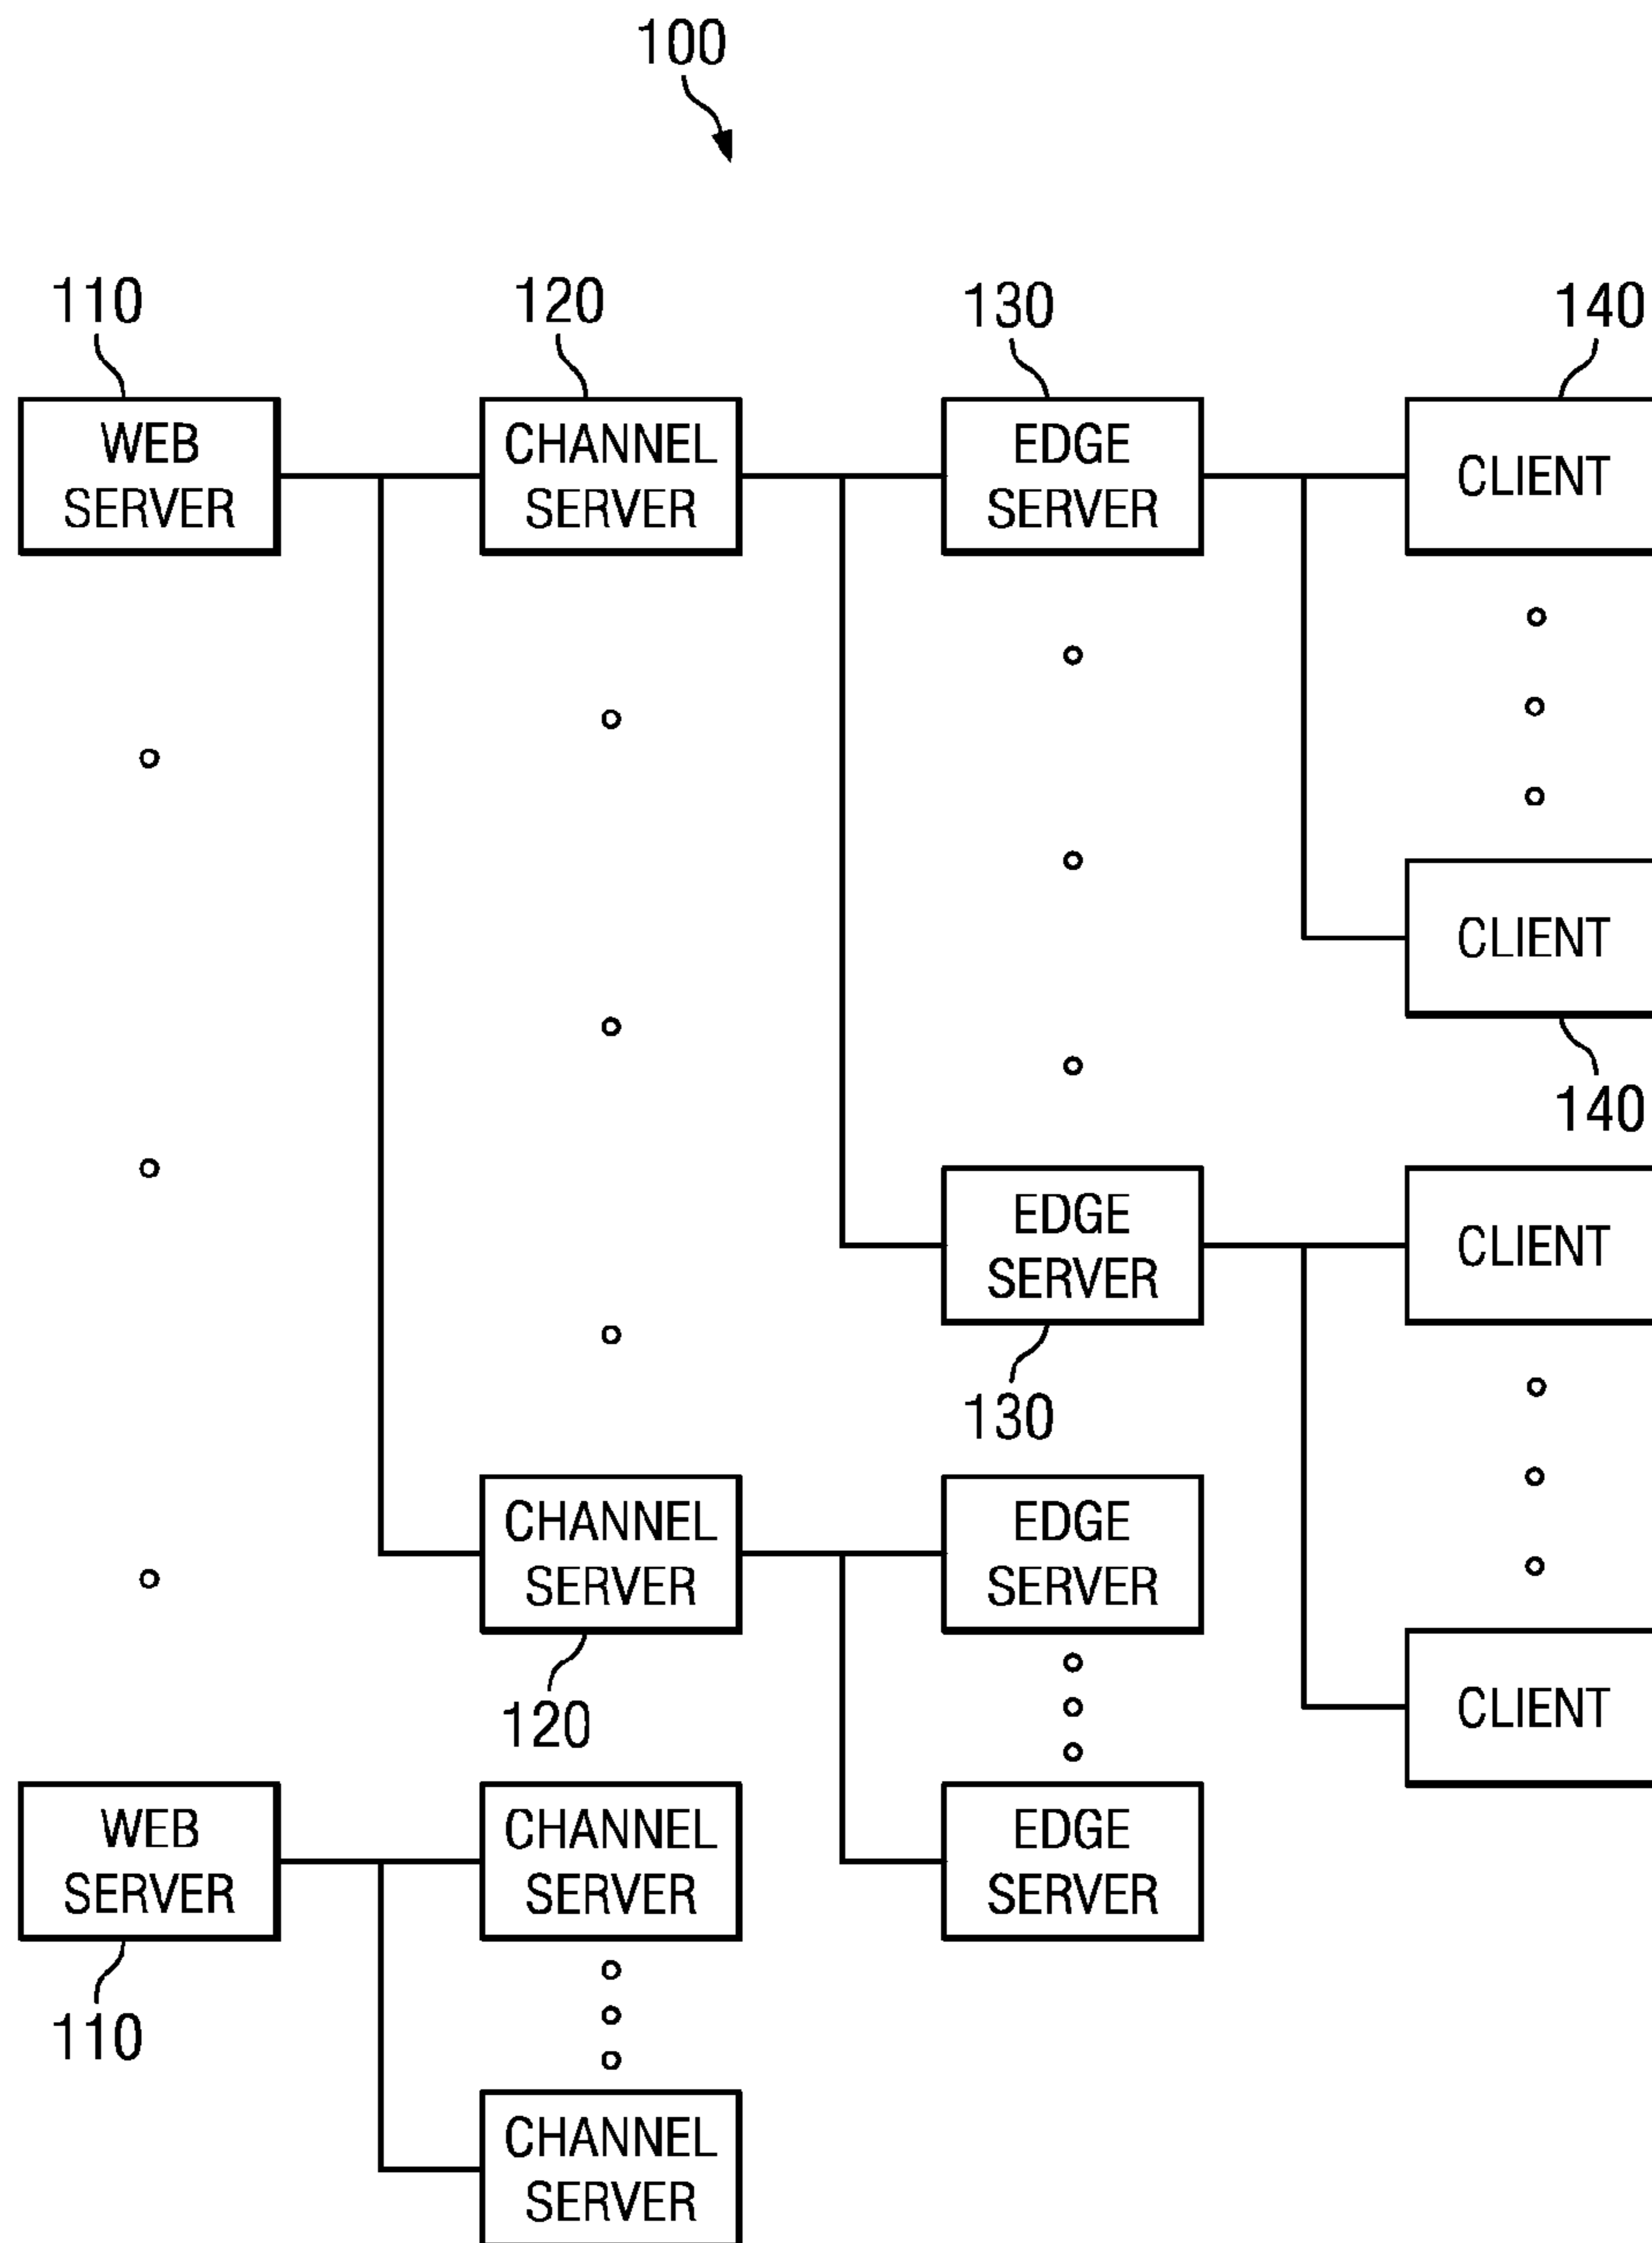 100
110
120
130
140
WEB
SERVER
CHANNEL
SERVER
EDGE
SERVER
CLIENT
CLIENT
140
EDGE
SERVER
CLIENT
130
CHANNEL
SERVER
EDGE
SERVER
120
CLIENT
WEB
SERVER
CHANNEL
SERVER
EDGE
SERVER
110
CHANNEL
SERVER